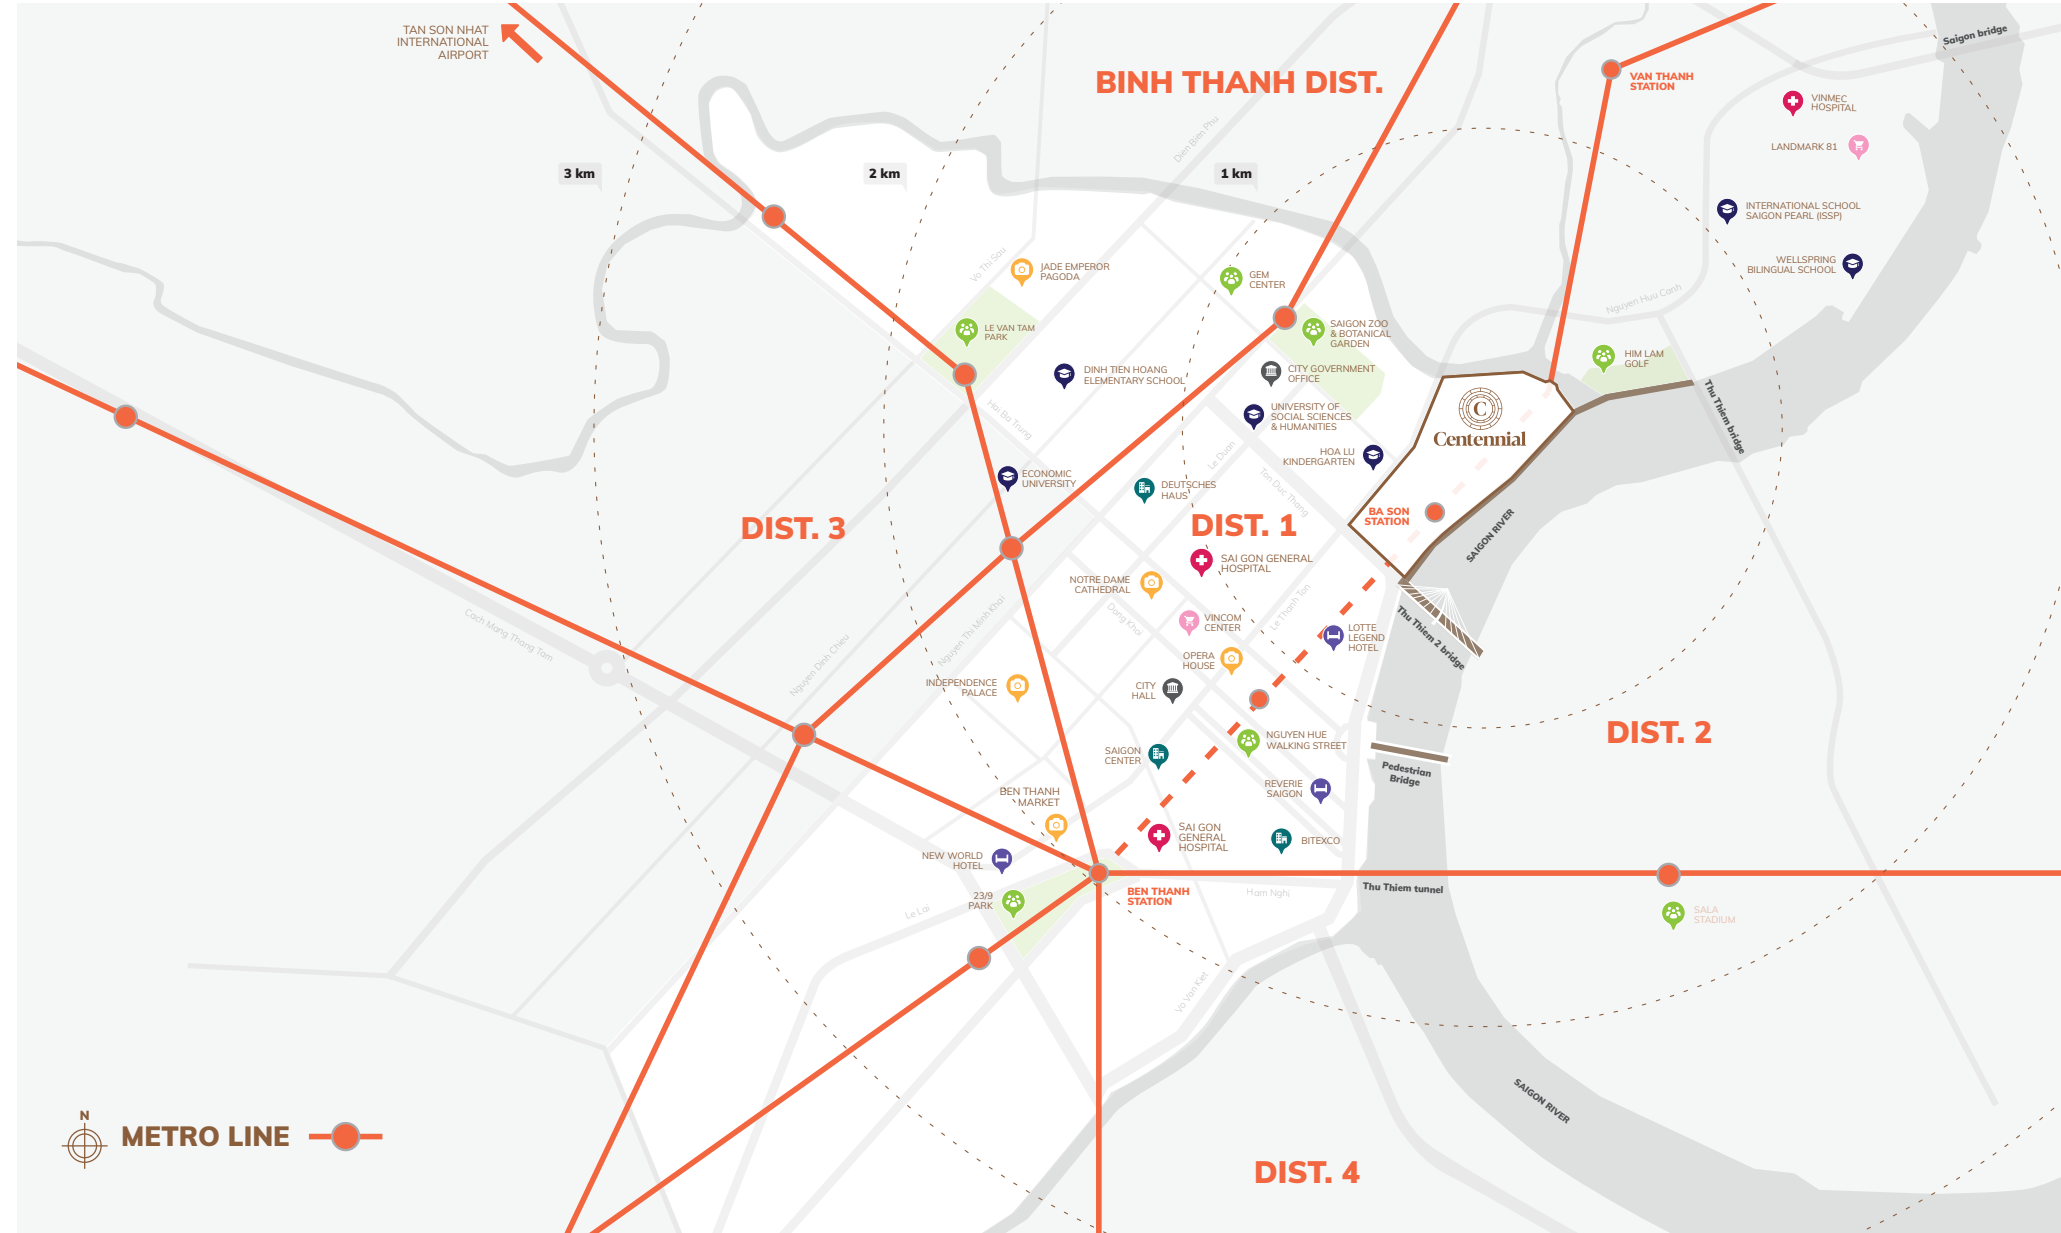 TAN SON NHAT
INTERNATIONAL
AIRPORT
BINH THANH DIST.
Saigon bridge
VAN THANH
STATION
VINMEC
HOSPITAL
LANDMARK 81
Dien Bien Phu
3 km
2 km
1 km
INTERNATIONAL SCHOOL
SAIGON PEARL (ISSP)
WELLSPRING
BILINGUAL SCHOOL
Vo Thi Sau
JADE EMPEROR
PAGODA
GEM
CENTER
Nguyen Huu Canh
LE VAN TAM
PARK
SAIGON ZOO
& BOTANICAL
GARDEN
HIM LAM
GOLF
DINH TIEN HOANG
ELEMENTARY SCHOOL
CITY GOVERNMENT
OFFICE
Hai Ba Trung
UNIVERSITY OF
SOCIAL SCIENCES
& HUMANITIES
C
Centennial
Thu Thiem bridge
HOA LU
KINDERGARTEN
Le Duan
Ton Duc Thang
ECONOMIC
UNIVERSITY
DEUTSCHES
HAUS
DIST. 3
DIST. 1
BA SON
STATION
SAIGON RIVER
SAI GON GENERAL
HOSPITAL
NOTRE DAME
CATHEDRAL
Le Thanh Ton
Dong Khoi
Cach Mang Thang Tam
Nguyen Dinh Chieu
Nguyen Thi Minh Khai
VINCOM
CENTER
LOTTE
LEGEND
HOTEL
Thu Thiem 2 bridge
OPERA
HOUSE
INDEPENDENCE
PALACE
CITY
HALL
DIST. 2
NGUYEN HUE
WALKING STREET
SAIGON
CENTER
Pedestrian
Bridge
REVERIE
SAIGON
BEN THANH
MARKET
SAI GON
GENERAL
HOSPITAL
BITEXCO
NEW WORLD
HOTEL
BEN THANH
STATION
Ham Nghi
Thu Thiem tunnel
23/9
PARK
Le Lai
SALA
STADIUM
Vo Van Kiet
SAIGON RIVER
N
METRO LINE
DIST. 4